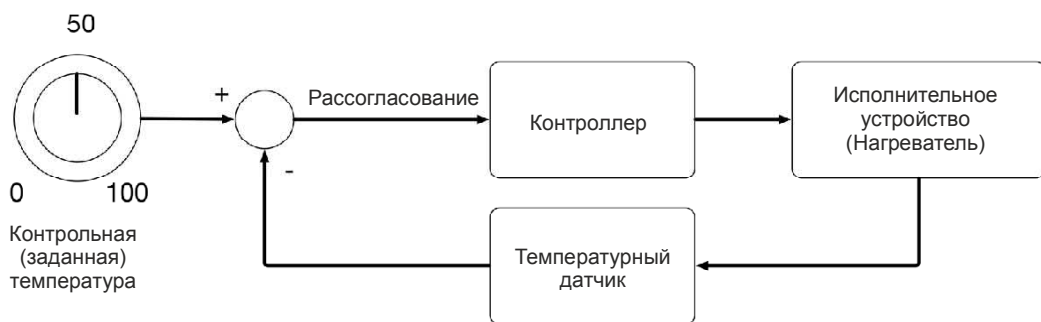 50
0
100
Контрольная
(заданная)
температура
+
-
Рассогласование
Контроллер
Исполнительное
устройство
(Нагреватель)
Температурный
датчик